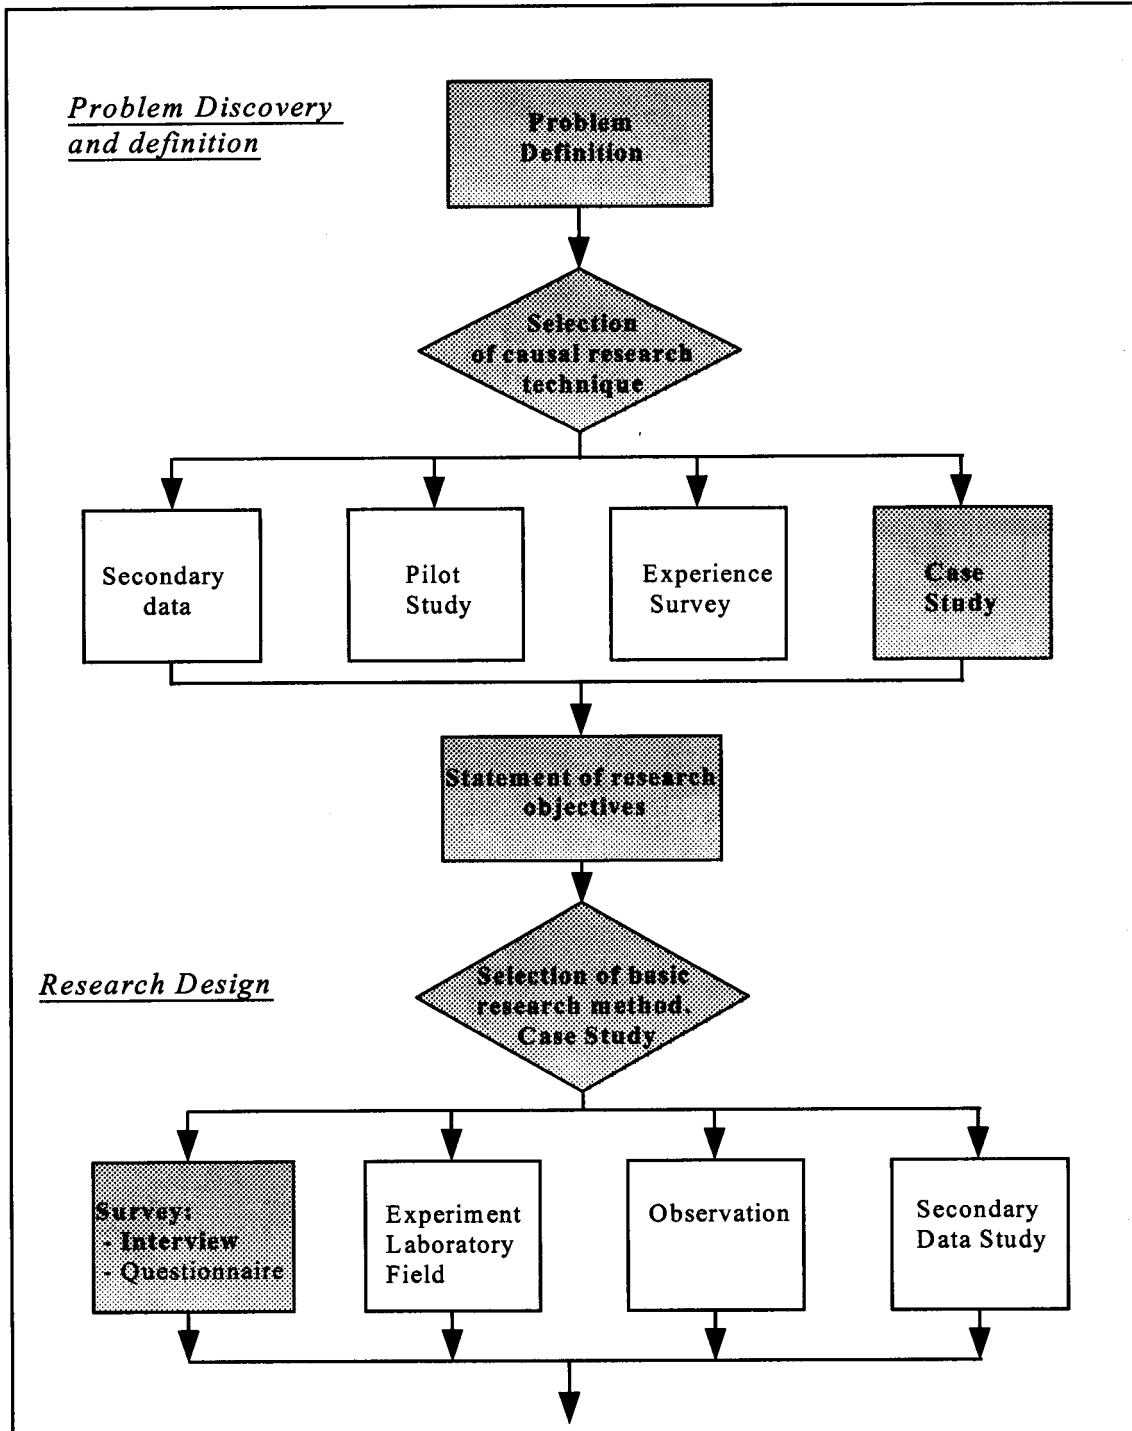 Problem Discovery
and definition
Problem
Definition
Selection
of causal research
technique
Secondary
data
Pilot
Study
Experience
Survey
Case
Study
Statement of research
objectives
Research Design
Selection of basic
research method.
Case Study
Survey:
- Interview
- Questionnaire
Experiment
Laboratory
Field
Observation
Secondary
Data Study